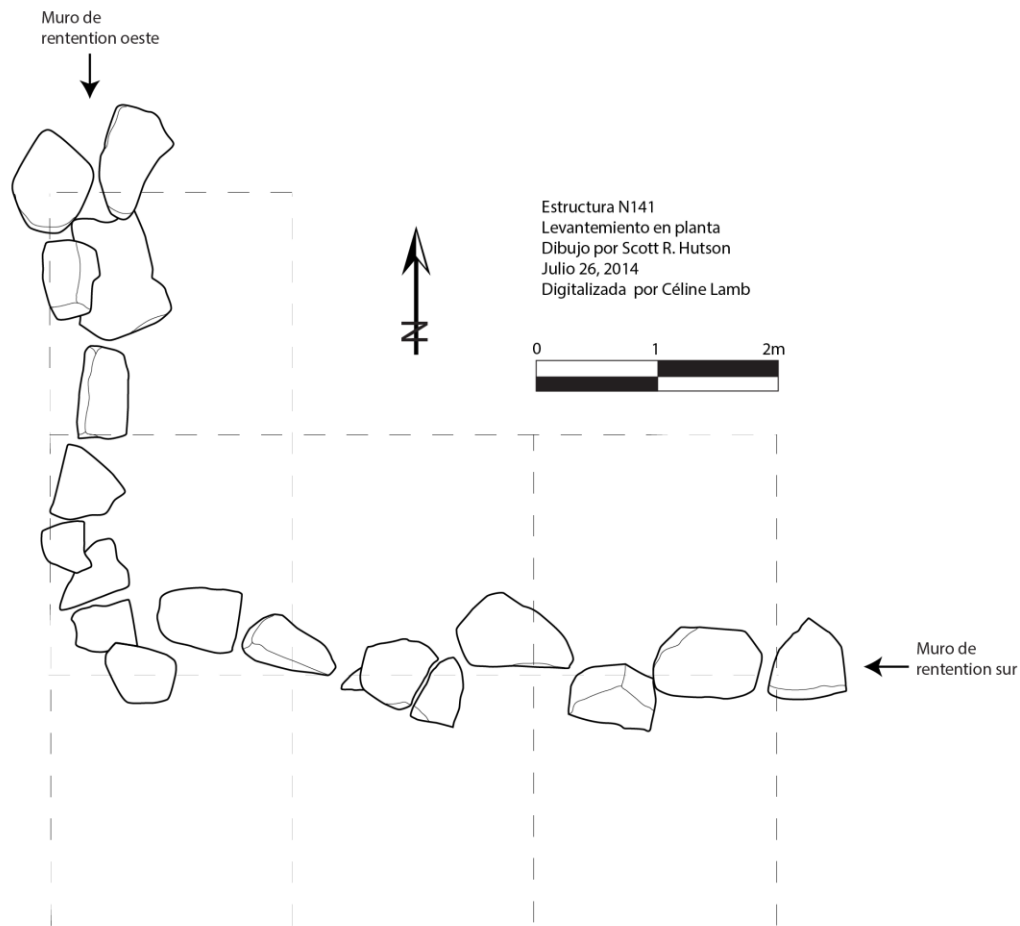 Muro de
rentention oeste
Estructura N141
Levantemiento en planta
Dibujo por Scott R. Hutson
Julio 26, 2014
Digitalizada por Céline Lamb
N
0 1 2m
Muro de
rentention sur